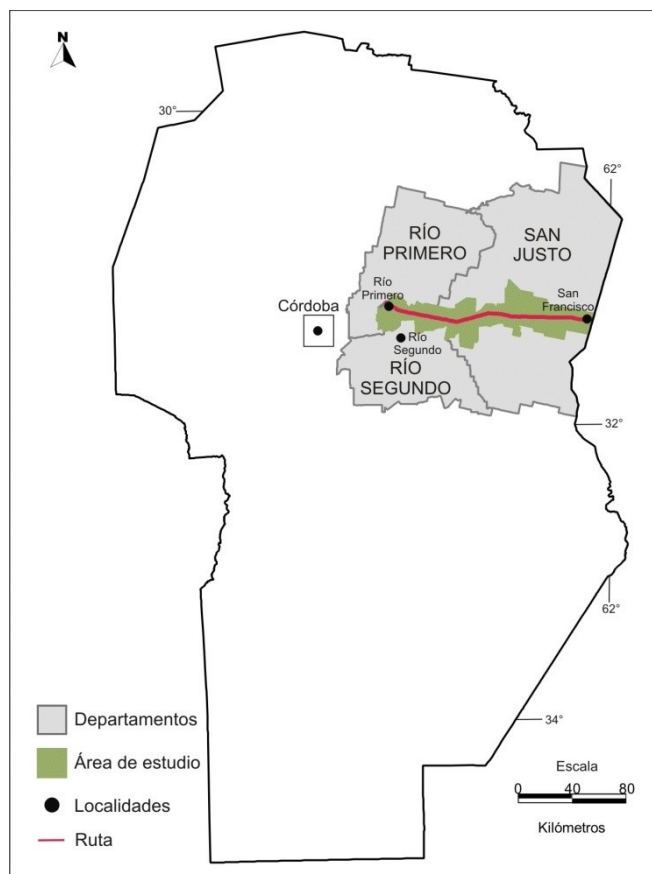 N
30°
62°
RÍO
PRIMERO
SAN
JUSTO
Río
Primero
San
Francisco
Córdoba
Río
Segundo
RÍO
SEGUNDO
32°
62°
34°
Departamentos
Área de estudio
Localidades
Ruta
Escala
0 40 80
Kilómetros